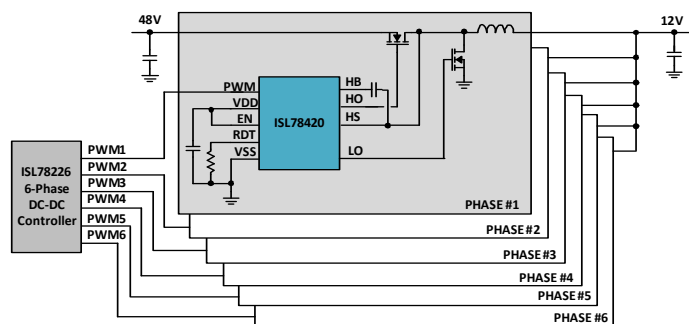 48V
12V
PWM
VDD
EN
RDT
VSS
ISL78420
HB
HO
HS
LO
PHASE #1
PHASE #2
PHASE #3
PHASE #4
PHASE #5
PHASE #6
ISL78226
6-Phase
DC-DC
Controller
PWM1
PWM2
PWM3
PWM4
PWM5
PWM6